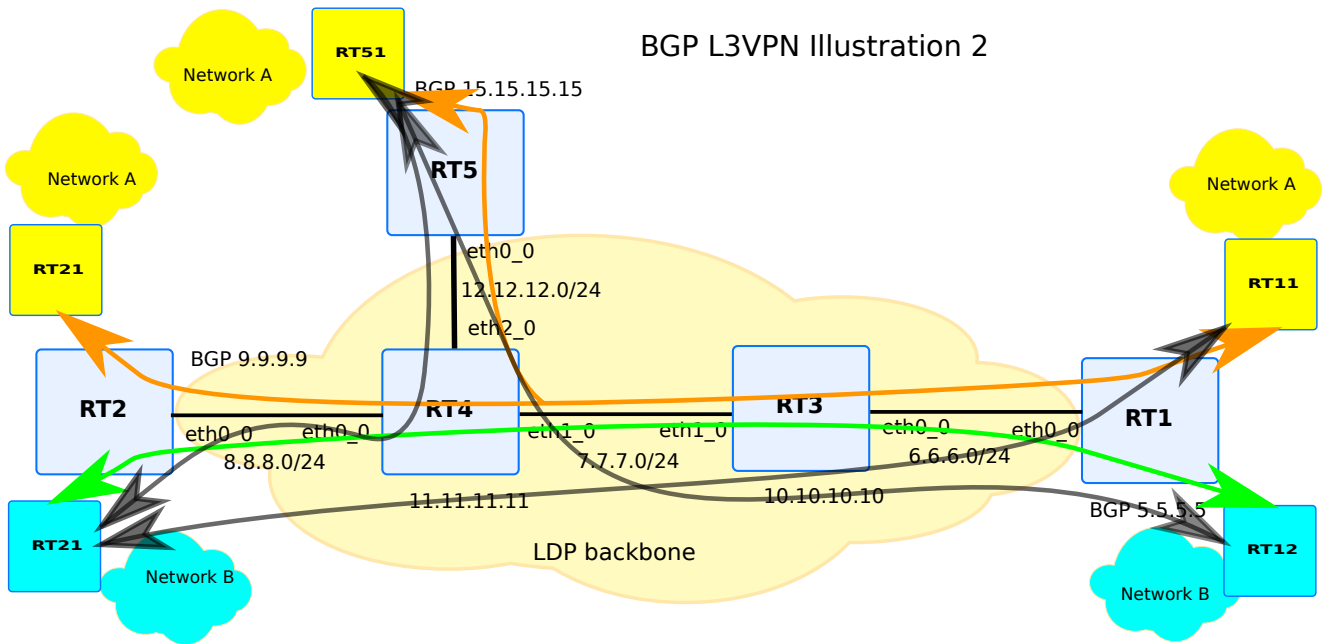 BGP L3VPN Illustration 2
RT51
Network A
BGP 15.15.15.15
RT5
Network A
Network A
RT21
RT11
eth0_0
12.12.12.0/24
eth2_0
BGP 9.9.9.9
RT2
RT4
RT3
RT1
eth0_0
eth0_0
eth1_0
eth1_0
eth0_0
eth0_0
8.8.8.0/24
7.7.7.0/24
6.6.6.0/24
11.11.11.11
10.10.10.10
BGP 5.5.5.5
RT21
LDP backbone
RT12
Network B
Network B